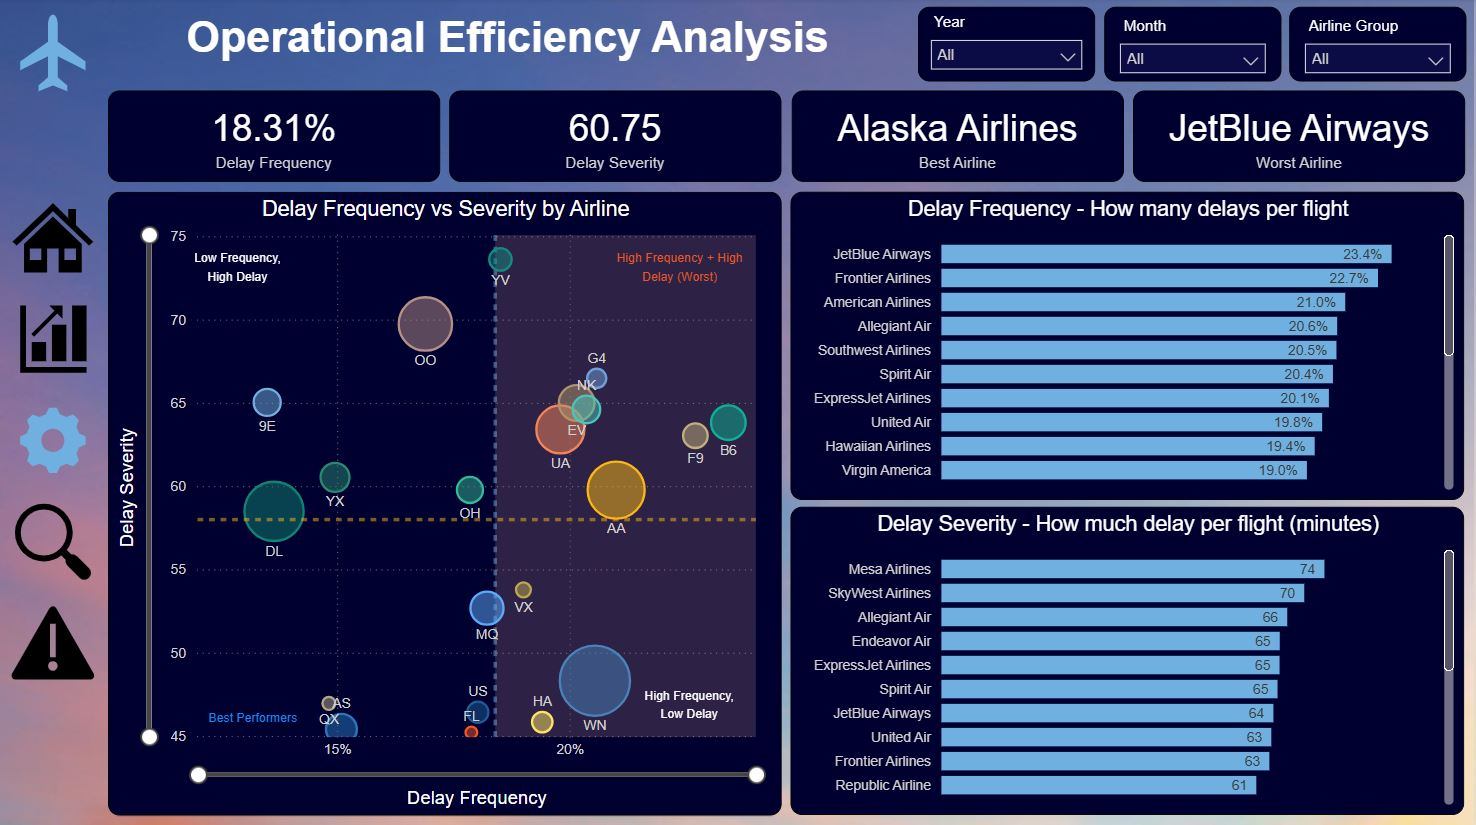 Operational Efficiency Analysis
Year
All
Month
All
Airline Group
All
18.31%
Delay Frequency
60.75
Delay Severity
Alaska Airlines
Best Airline
JetBlue Airways
Worst Airline
Delay Frequency vs Severity by Airline
75
70
65
60
55
50
45
Delay Severity
Low Frequency,
High Delay
High Frequency + High
Delay (Worst)
YV
OO
G4
NK
9E
EV
UA
F9
B6
YX
OH
AA
DL
VX
MQ
AS
QX
US
FL
HA
WN
Best Performers
High Frequency,
Low Delay
15%
20%
Delay Frequency
Delay Frequency - How many delays per flight
JetBlue Airways 23.4%
Frontier Airlines 22.7%
American Airlines 21.0%
Allegiant Air 20.6%
Southwest Airlines 20.5%
Spirit Air 20.4%
ExpressJet Airlines 20.1%
United Air 19.8%
Hawaiian Airlines 19.4%
Virgin America 19.0%
Delay Severity - How much delay per flight (minutes)
Mesa Airlines 74
SkyWest Airlines 70
Allegiant Air 66
Endeavor Air 65
ExpressJet Airlines 65
Spirit Air 65
JetBlue Airways 64
United Air 63
Frontier Airlines 63
Republic Airline 61